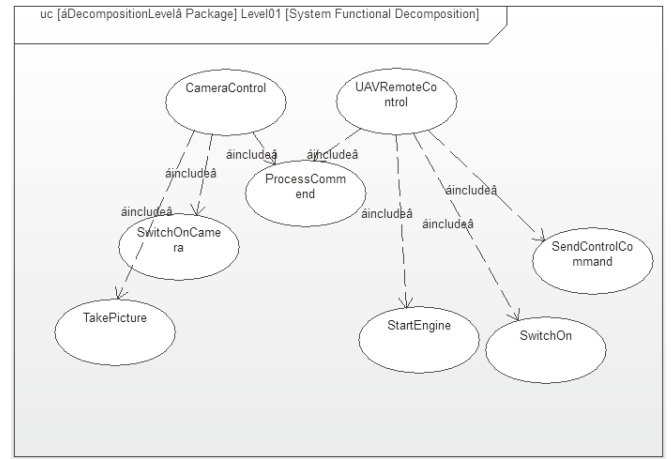 uc [áDecompositionLevelâ Package] Level01 [System Functional Decomposition]
CameraControl
UAVRemoteCo
ntrol
áincludeâ
áincludeâ
áincludeâ
ProcessComm
end
áincludeâ
áincludeâ
áincludeâ
áincludeâ
SwitchOnCame
ra
SendControlCo
mmand
TakePicture
StartEngine
SwitchOn